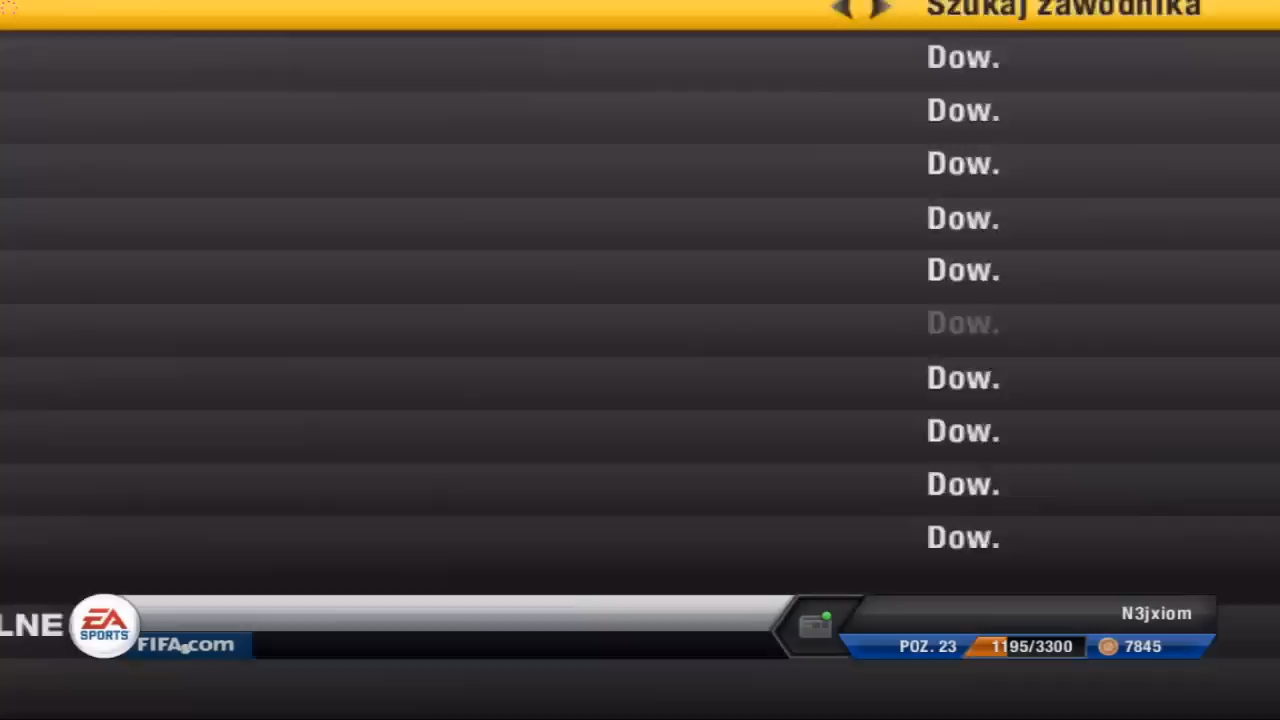 Szukaj zawodnika
Dow.
Dow.
Dow.
Dow.
Dow.
Dow.
Dow.
Dow.
Dow.
Dow.
LNE
EA
SPORTS
FIFA.com
N3jxiom
POZ. 23
1195/3300
7845